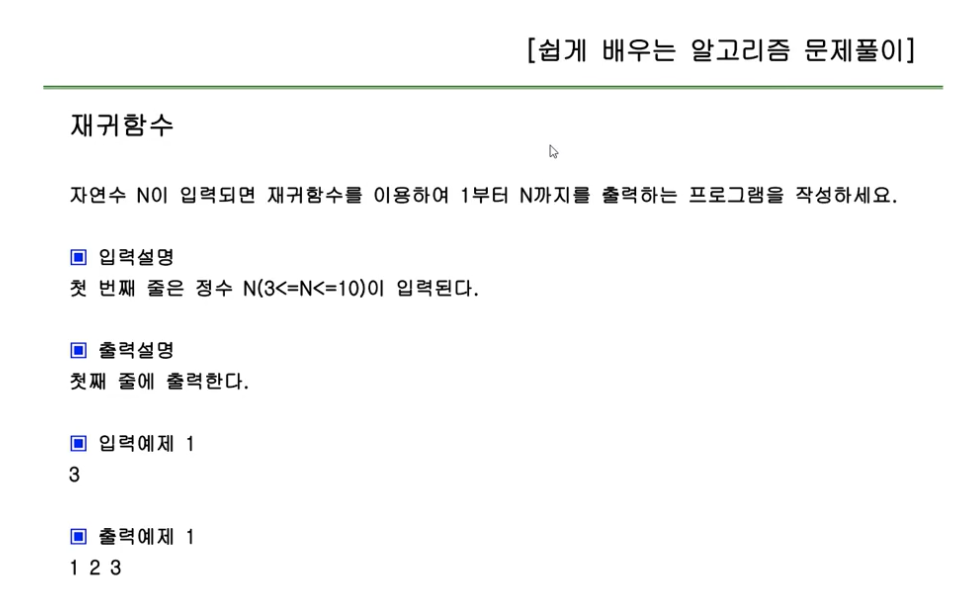 [쉽게 배우는 알고리즘 문제풀이]
재귀함수
자연수 N이 입력되면 재귀함수를 이용하여 1부터 N까지를 출력하는 프로그램을 작성하세요.
▣ 입력설명
첫 번째 줄은 정수 N(3<=N<=10)이 입력된다.
▣ 출력설명
첫째 줄에 출력한다.
▣ 입력예제 1
3
▣ 출력예제 1
1 2 3